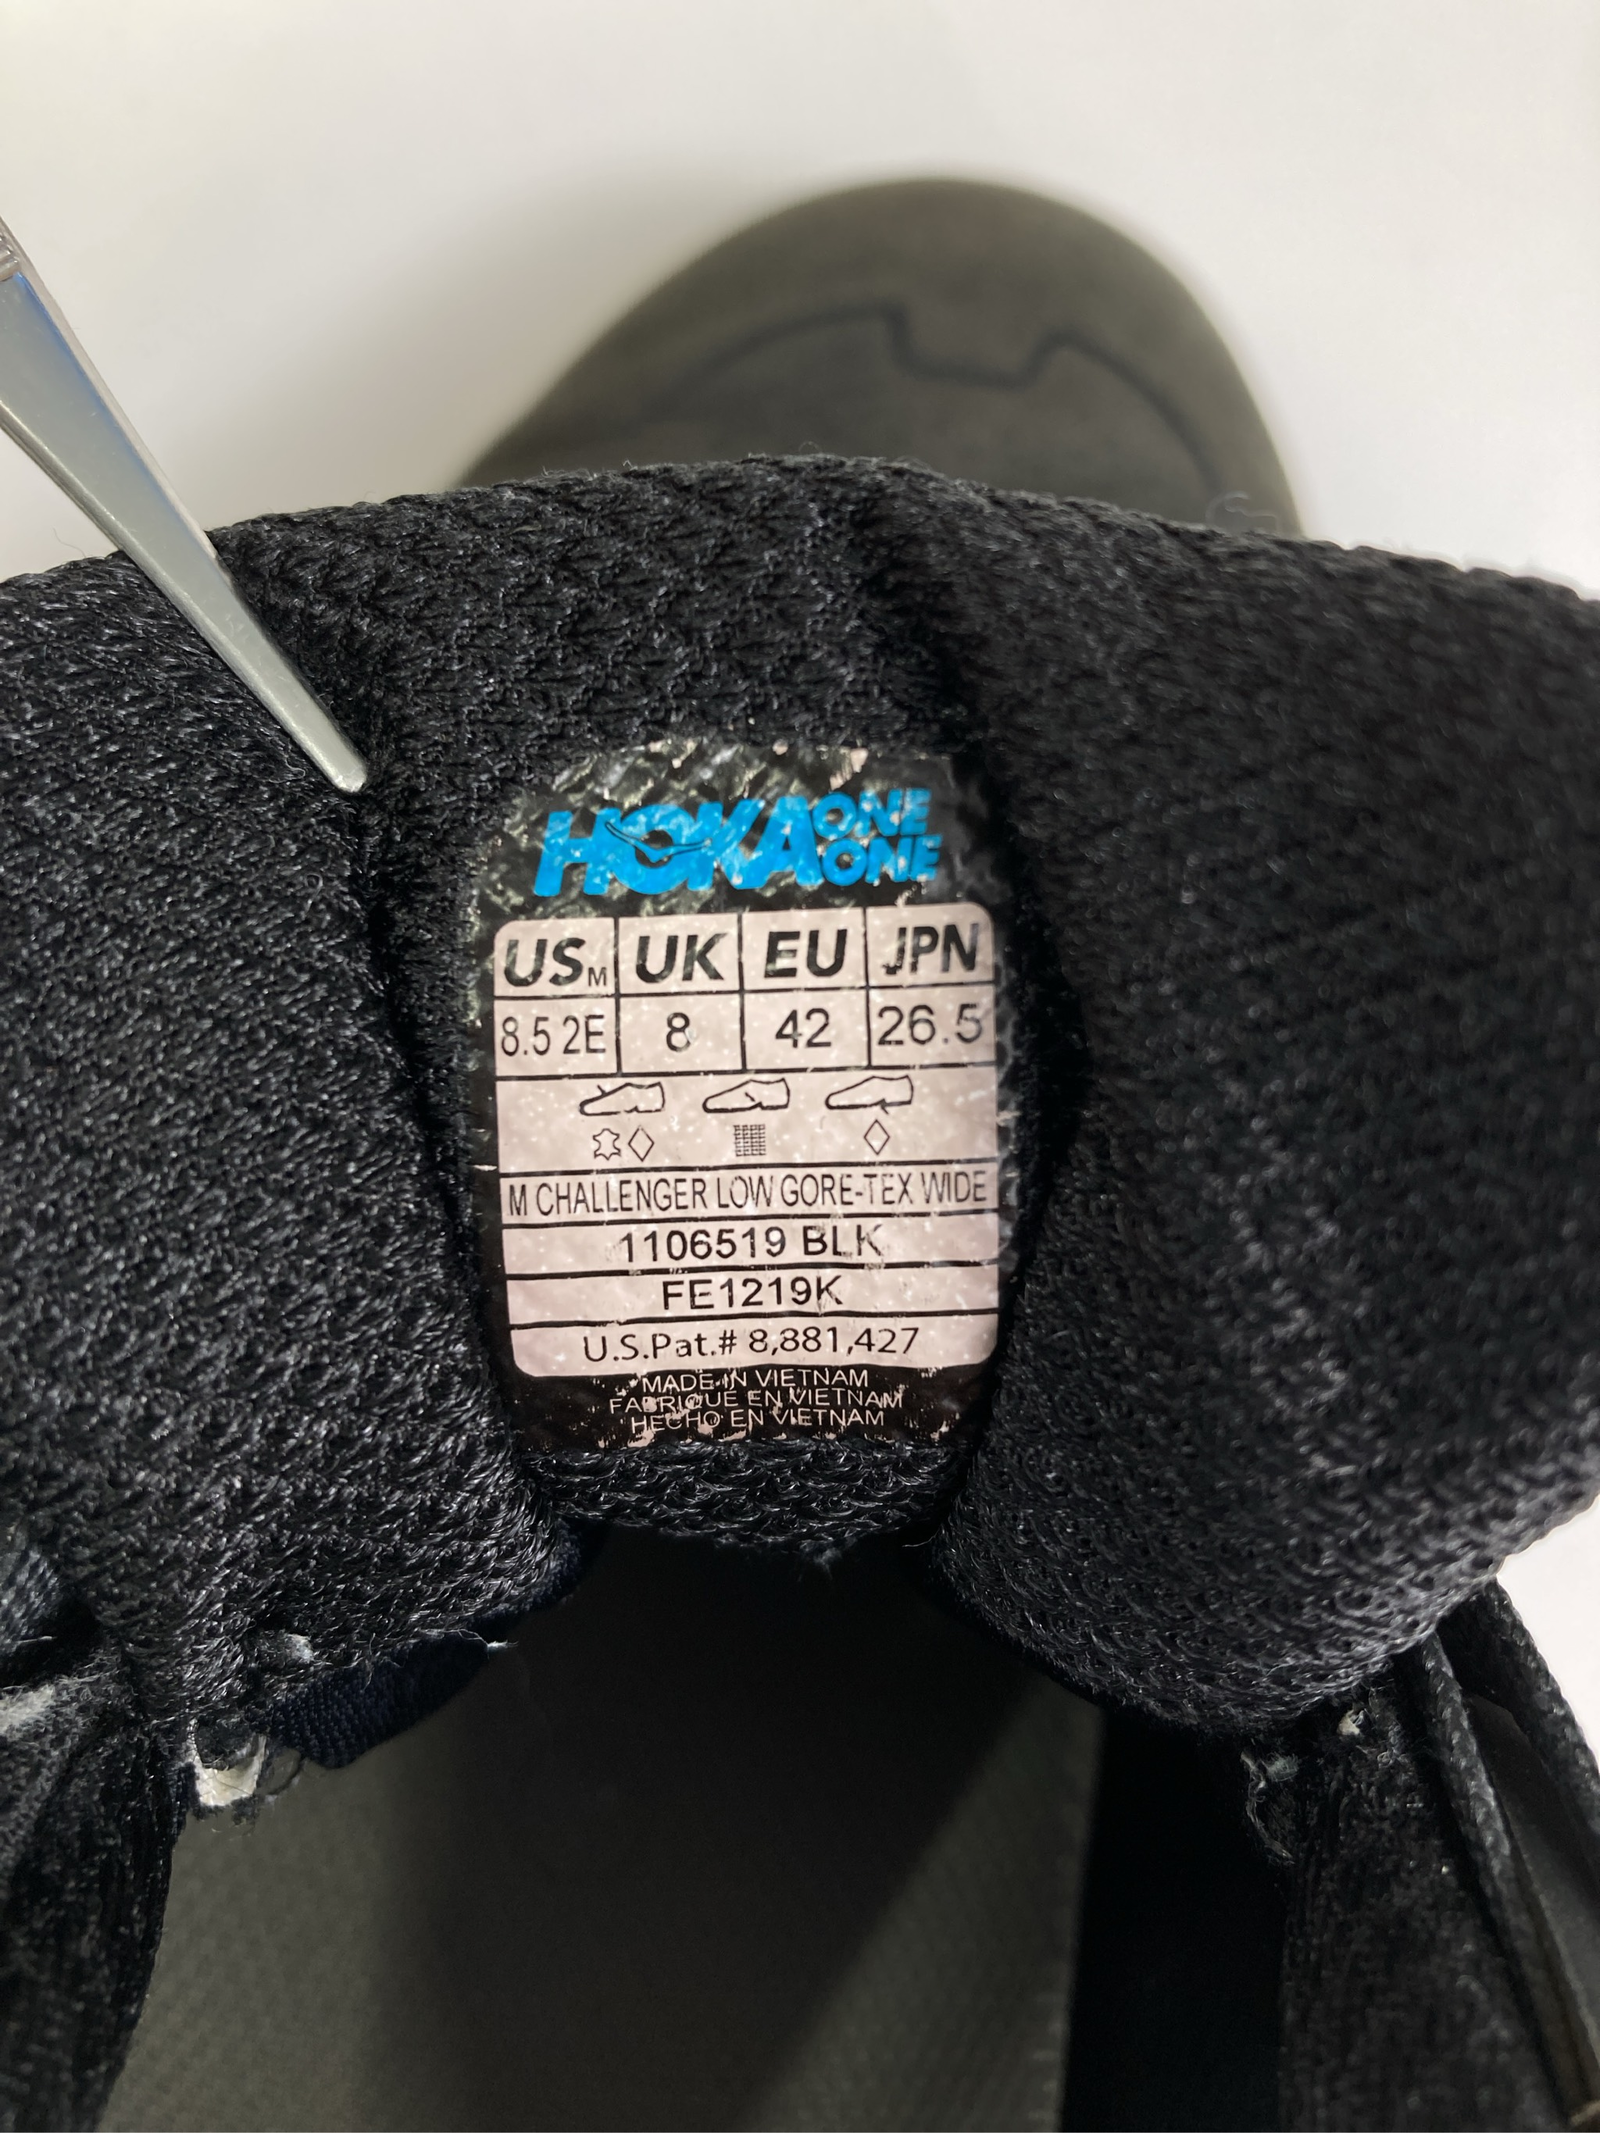 HOKA ONE ONE
USM UK EU JPN
8.5 2E 8 42 26.5
M CHALLENGER LOW GORE-TEX WIDE
1106519 BLK
FE1219K
U.S.Pat.# 8,881,427
MADE IN VIETNAM
FABRIQUE EN VIETNAM
HECHO EN VIETNAM